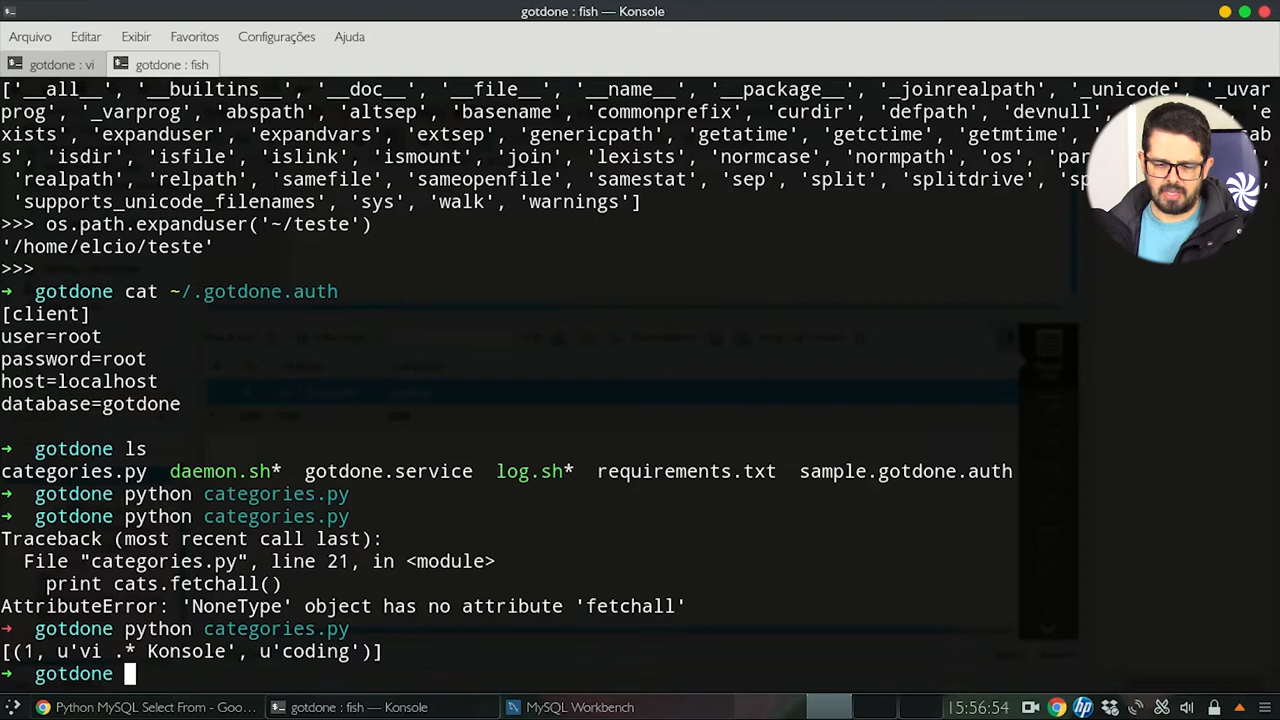 gotdone : fish — Konsole
Arquivo Editar Exibir Favoritos Configurações Ajuda
gotdone : vi gotdone : fish
['__all__', '__builtins__', '__doc__', '__file__', '__name__', '__package__', '_joinrealpath', '_unicode', '_uvar
prog', '_varprog', 'abspath', 'altsep', 'basename', 'commonprefix', 'curdir', 'defpath', 'devnull', 'e
xists', 'expanduser', 'expandvars', 'extsep', 'genericpath', 'getatime', 'getctime', 'getmtime', 
s', 'isdir', 'isfile', 'islink', 'ismount', 'join', 'lexists', 'normcase', 'normpath', 'os',
'realpath', 'relpath', 'samefile', 'sameopenfile', 'samestat', 'sep', 'split', 'splitdrive',
'supports_unicode_filenames', 'sys', 'walk', 'warnings']
>>> os.path.expanduser('~/teste')
'/home/elcio/teste'
>>>
➜ gotdone cat ~/.gotdone.auth
[client]
user=root
password=root
host=localhost
database=gotdone
➜ gotdone ls
categories.py daemon.sh* gotdone.service log.sh* requirements.txt sample.gotdone.auth
➜ gotdone python categories.py
➜ gotdone python categories.py
Traceback (most recent call last):
File "categories.py", line 21, in <module>
print cats.fetchall()
AttributeError: 'NoneType' object has no attribute 'fetchall'
➜ gotdone python categories.py
[(1, u'vi .* Konsole', u'coding')]
➜ gotdone
Python MySQL Select From - Goo... gotdone : fish — Konsole MySQL Workbench 15:56:54